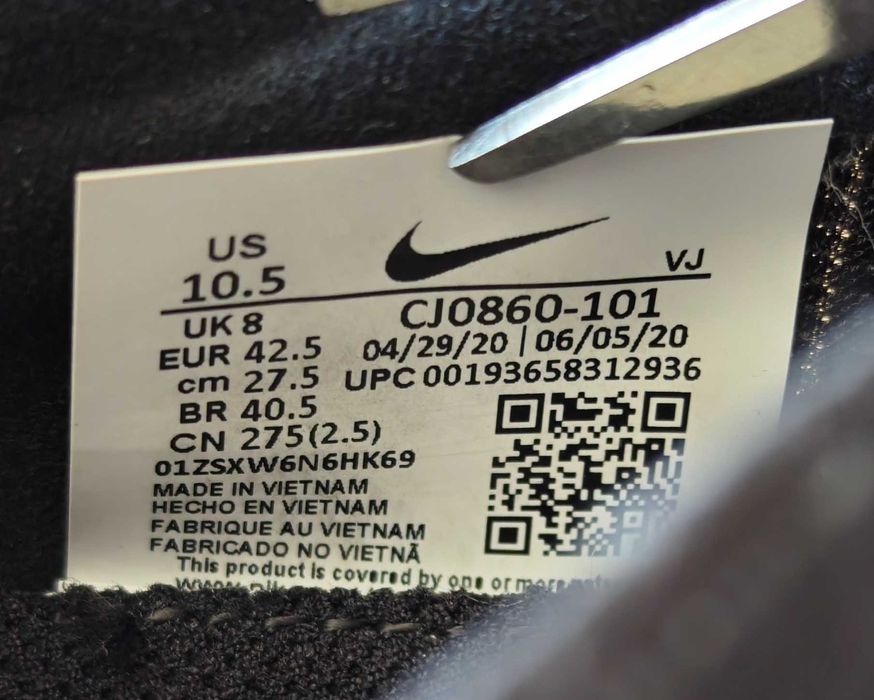 US
10.5
VJ
UK 8
CJ0860-101
EUR 42.5
04/29/20 | 06/05/20
cm 27.5
UPC 00193658312936
BR 40.5
CN 275(2.5)
01ZSXW6N6HK69
MADE IN VIETNAM
HECHO EN VIETNAM
FABRIQUE AU VIETNAM
FABRICADO NO VIETNÃ
This product is covered by one or more